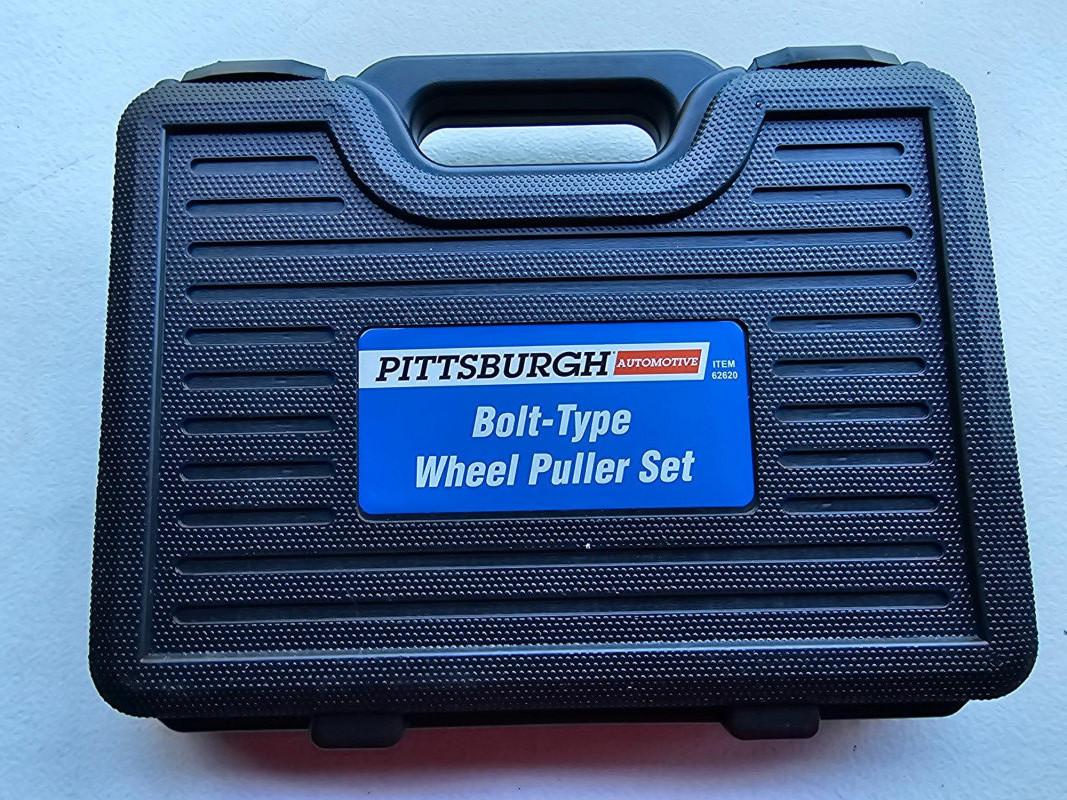 PITTSBURGH AUTOMOTIVE
ITEM
62620
Bolt-Type
Wheel Puller Set